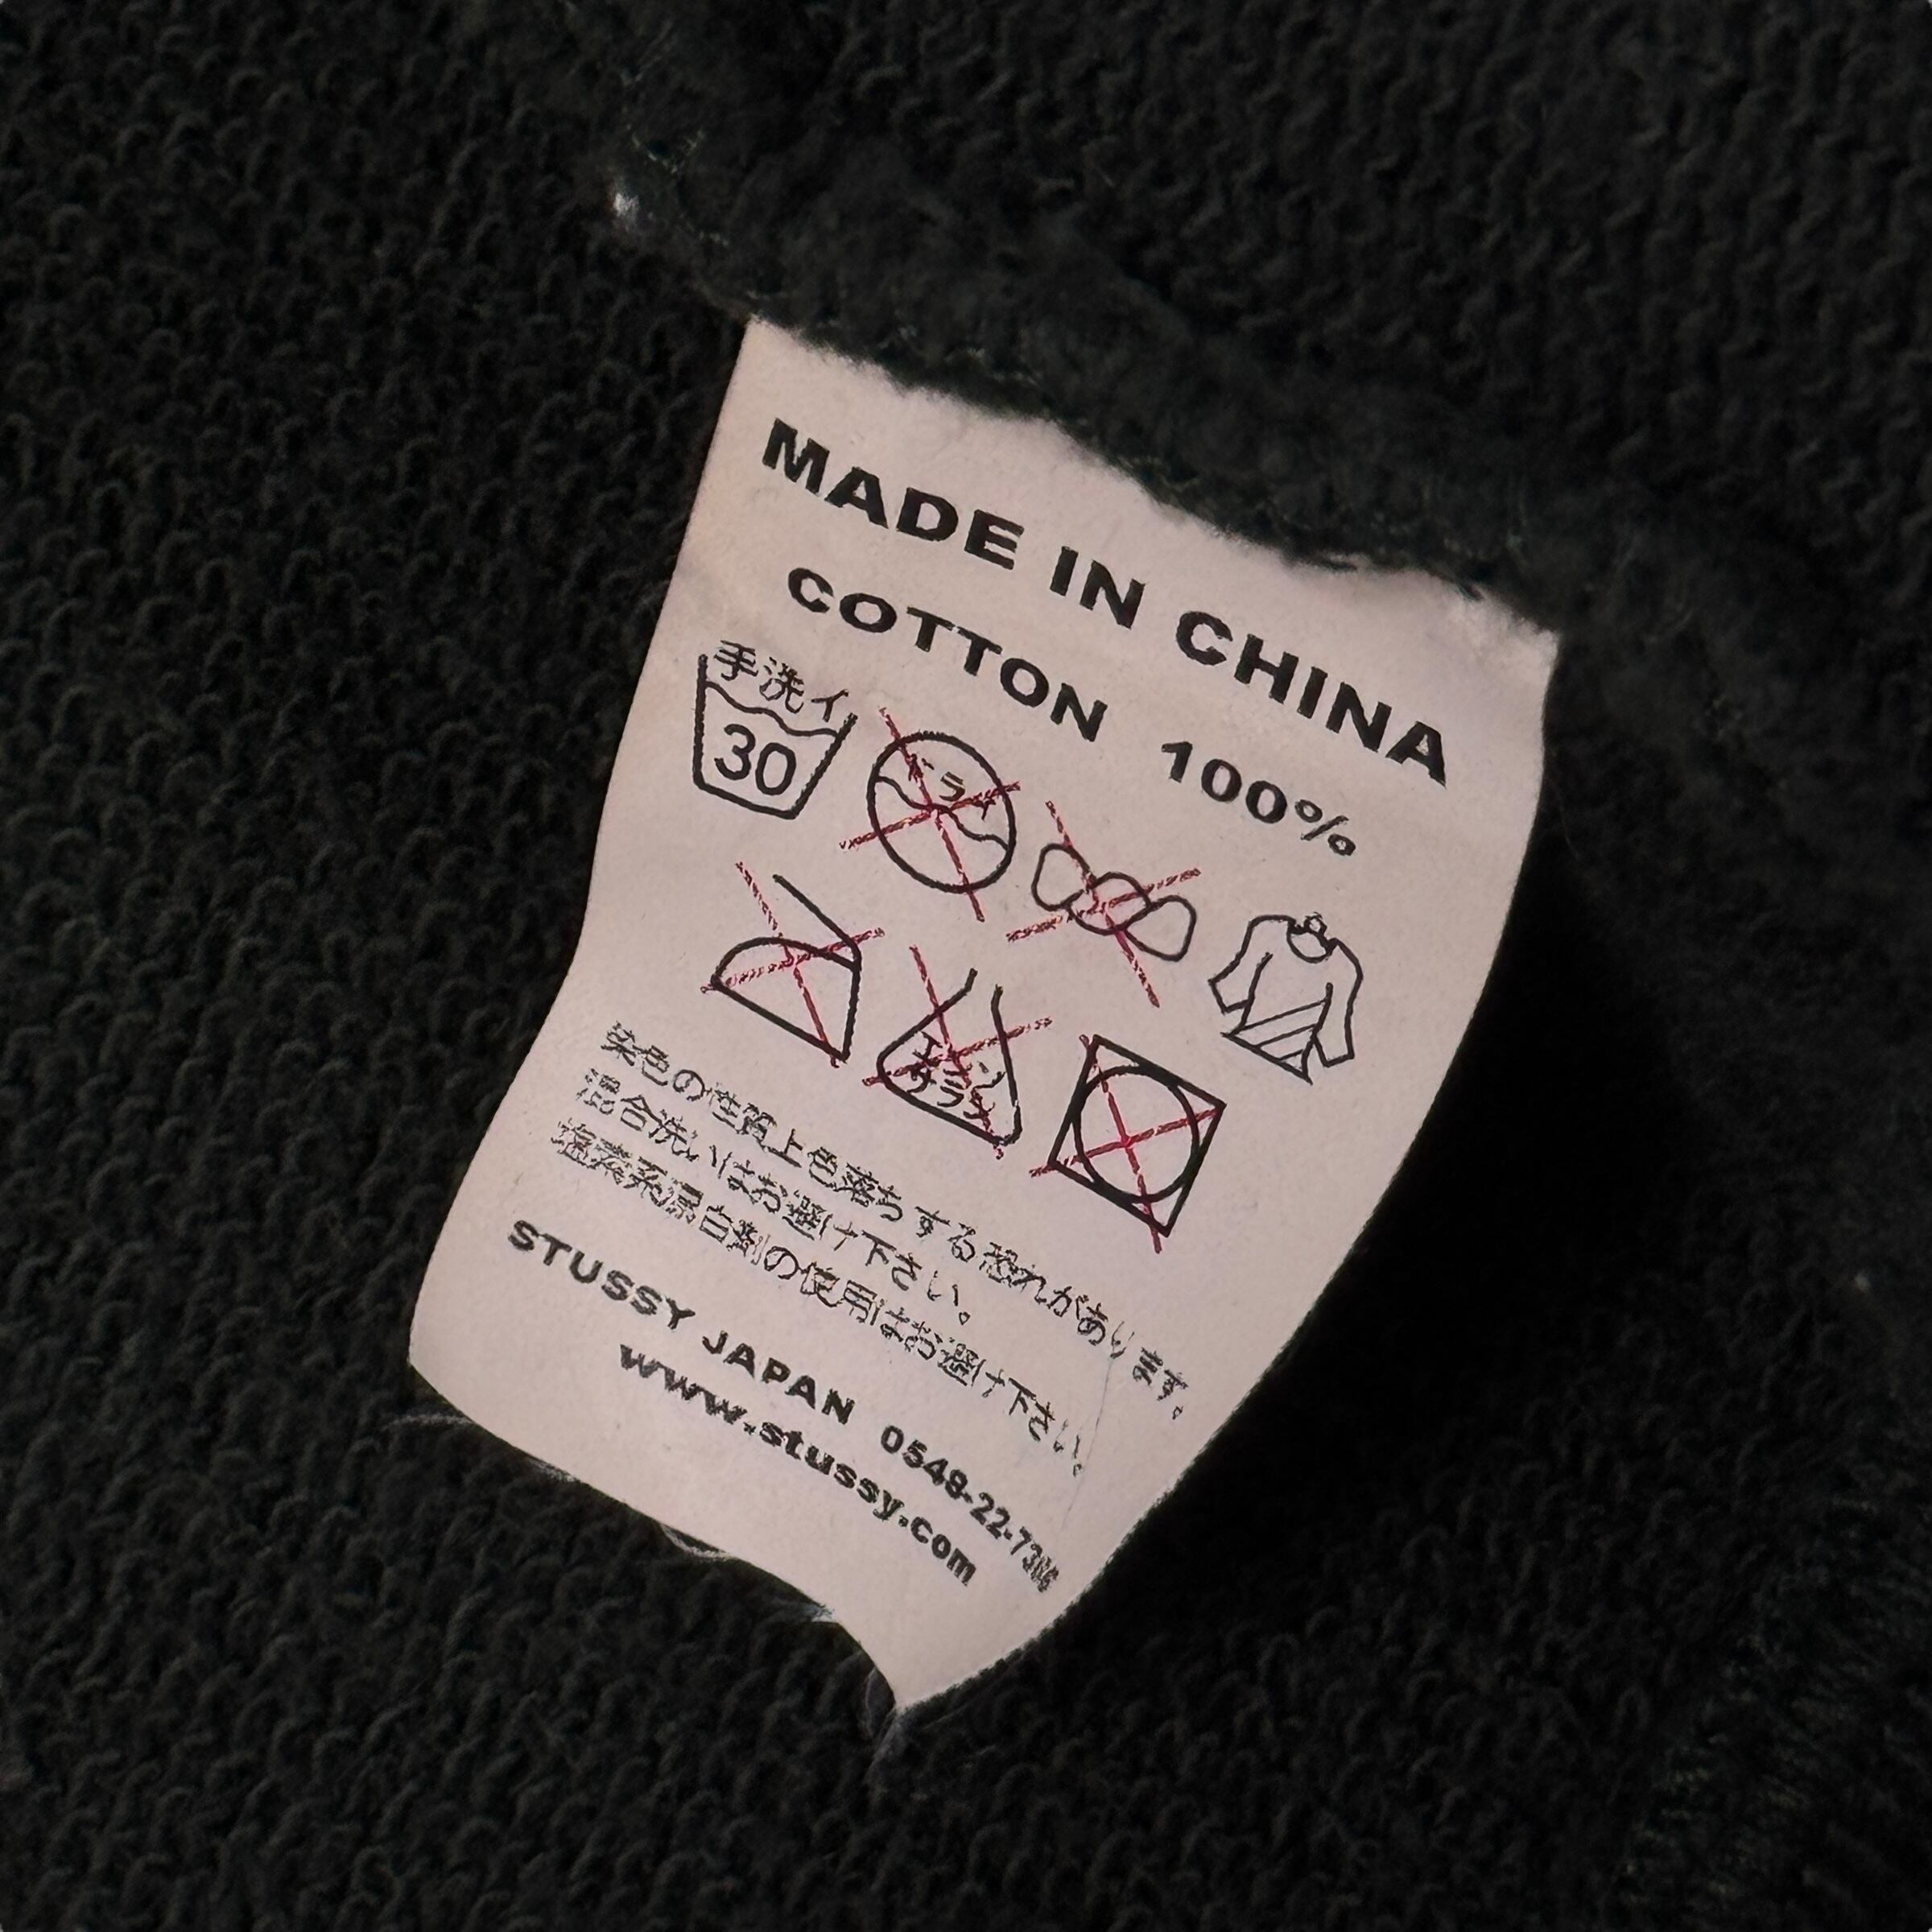 MADE IN CHINA
COTTON 100%
手洗イ
30
ドライ
エンソ
サラシ
染色の性質上色落ちする恐れがあります。
混合洗いはお避け下さい。
塩素系漂白剤の使用はお避け下さい。
STUSSY JAPAN 0548-22-7366
www.stussy.com